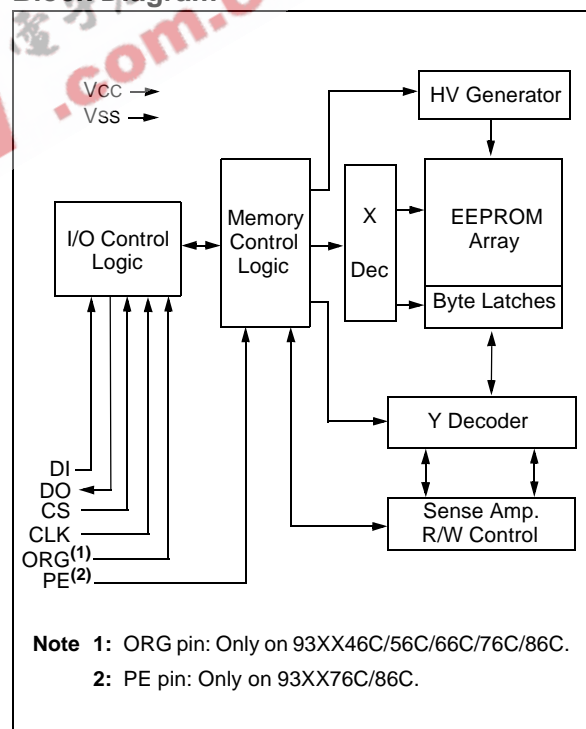 Block Diagram
VCC
VSS
HV Generator
I/O Control
Logic
Memory
Control
Logic
X
Dec
EEPROM
Array
Byte Latches
Y Decoder
Sense Amp.
R/W Control
DI
DO
CS
CLK
ORG(1)
PE(2)
Note 1: ORG pin: Only on 93XX46C/56C/66C/76C/86C.
2: PE pin: Only on 93XX76C/86C.
.com.c